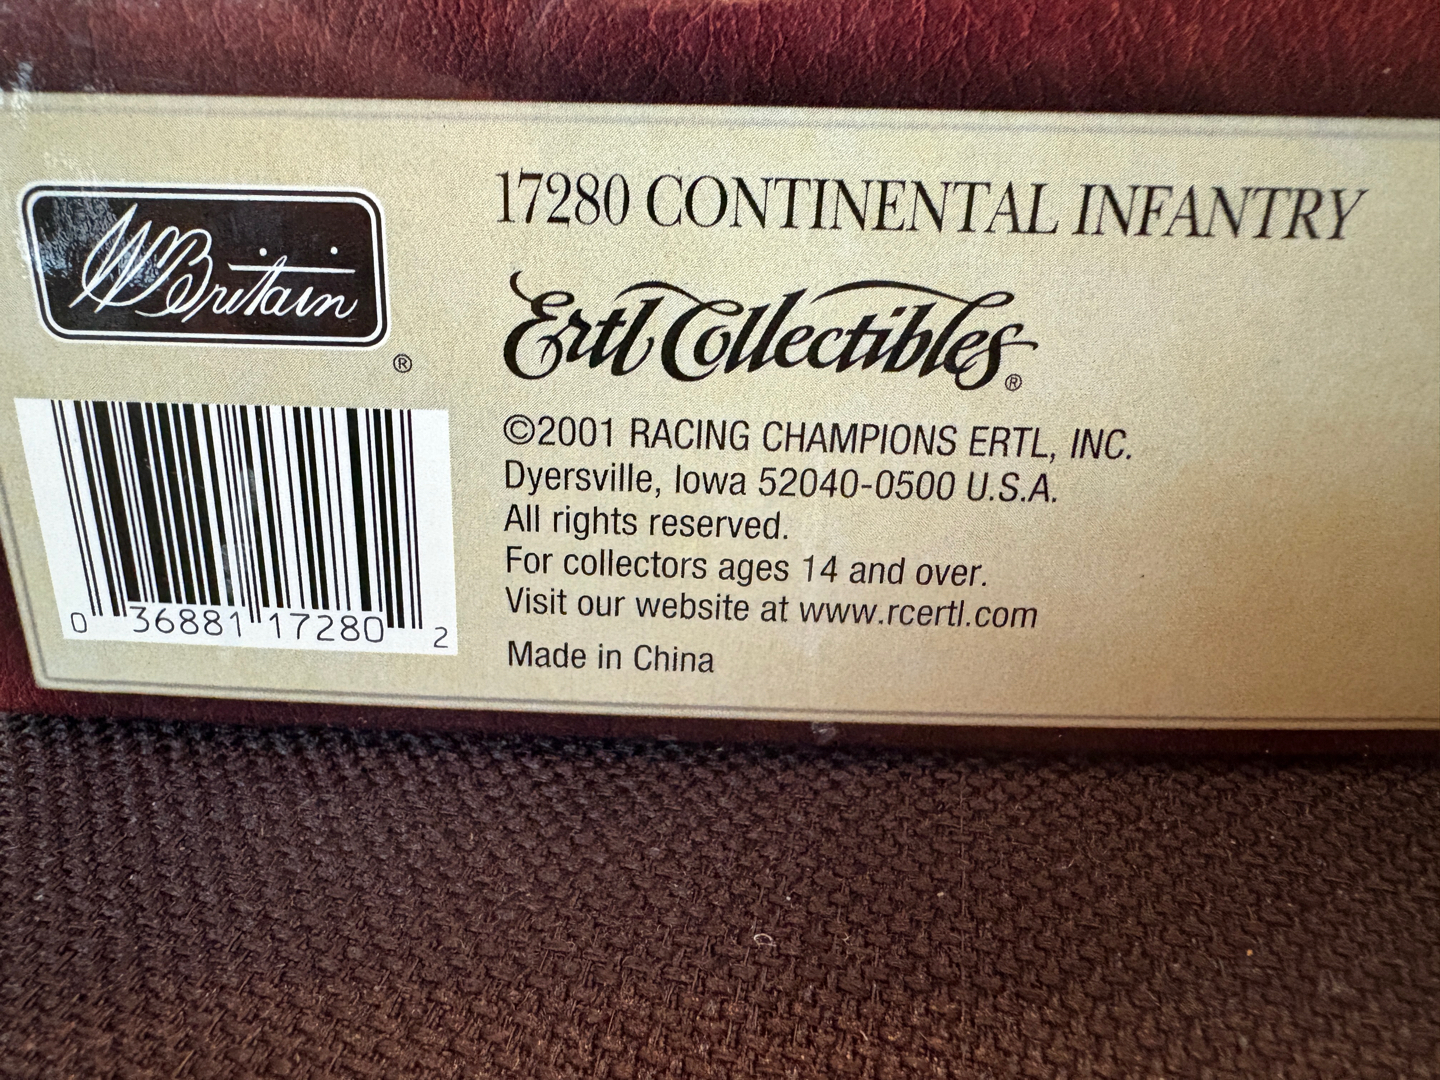 17280 CONTINENTAL INFANTRY
WBritain
®
Ertl Collectibles®
©2001 RACING CHAMPIONS ERTL, INC.
Dyersville, Iowa 52040-0500 U.S.A.
All rights reserved.
For collectors ages 14 and over.
Visit our website at www.rcertl.com
Made in China
0 36881 17280 2